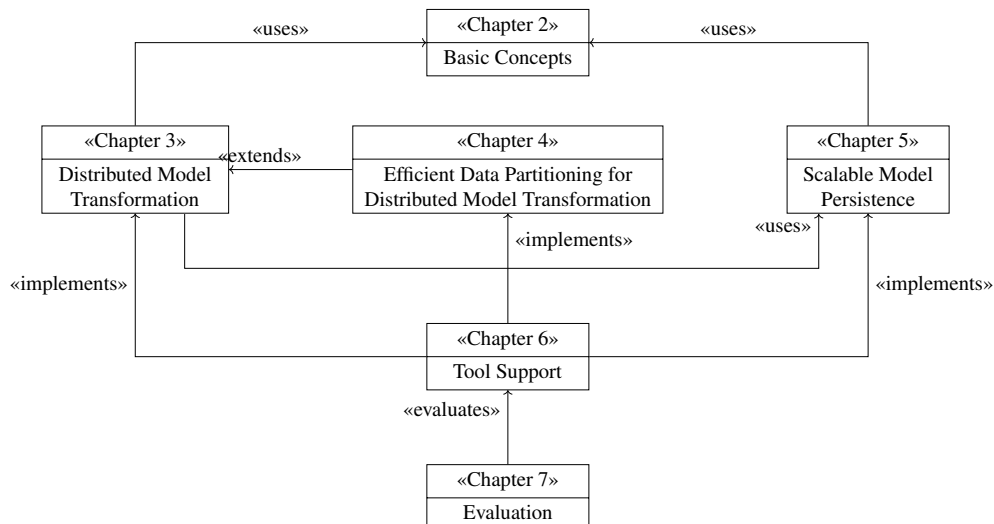 «Chapter 2»
Basic Concepts
«uses»
«uses»
«Chapter 3»
Distributed Model
Transformation
«extends»
«Chapter 4»
Efficient Data Partitioning for
Distributed Model Transformation
«Chapter 5»
Scalable Model
Persistence
«uses»
«implements»
«implements»
«implements»
«Chapter 6»
Tool Support
«evaluates»
«Chapter 7»
Evaluation